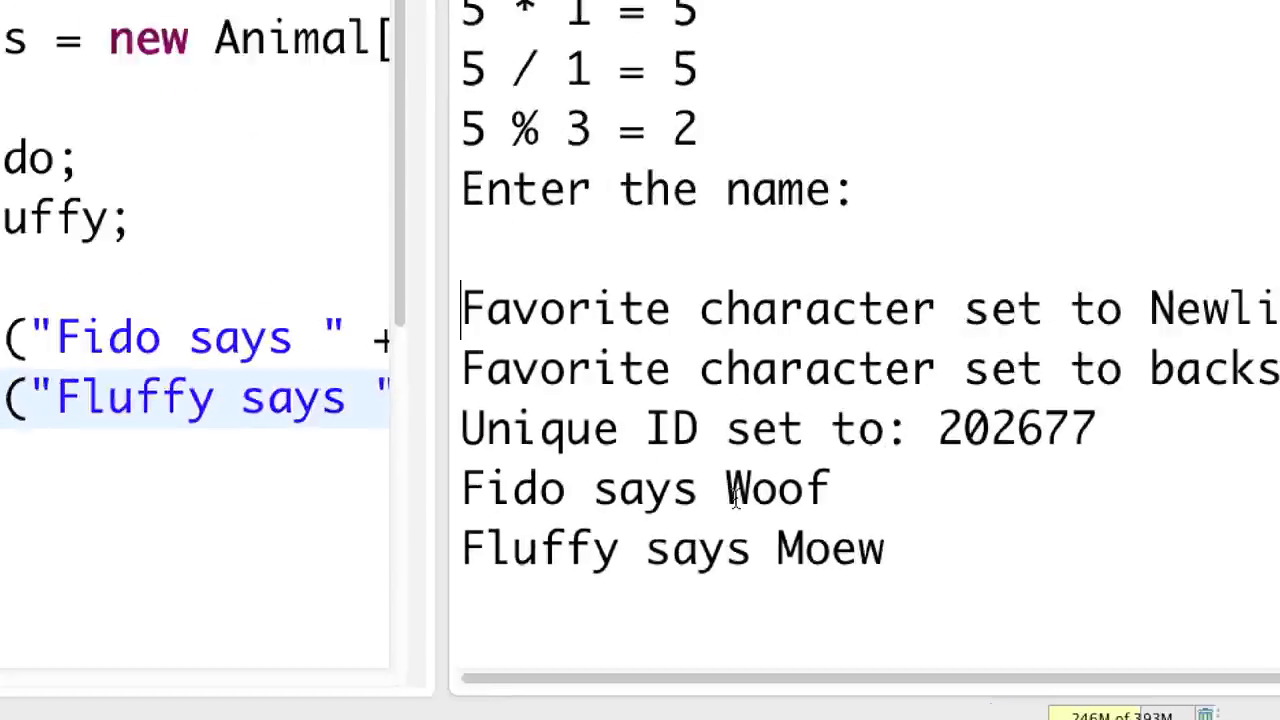 s = new Animal[
do;
uffy;
("Fido says " +
("Fluffy says "
5 * 1 = 5
5 / 1 = 5
5 % 3 = 2
Enter the name:
Favorite character set to Newli
Favorite character set to backs
Unique ID set to: 202677
Fido says Woof
Fluffy says Moew
246M of 393M